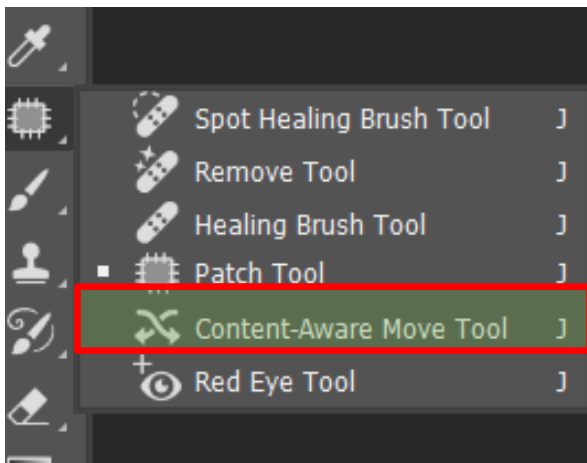 Spot Healing Brush Tool J
Remove Tool J
Healing Brush Tool J
Patch Tool J
Content-Aware Move Tool J
Red Eye Tool J